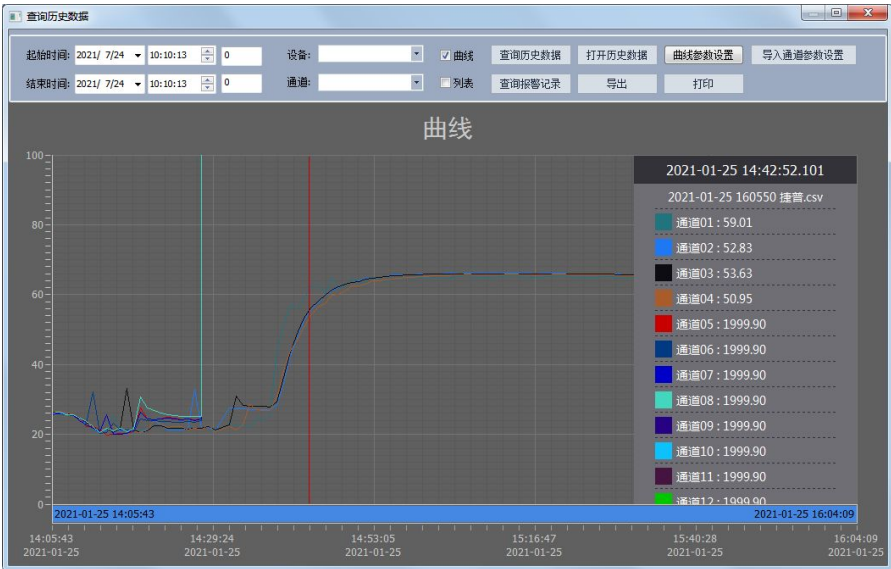 查询历史数据
起始时间: 2021/ 7/24 10:10:13 0 设备: 曲线 查询历史数据 打开历史数据 曲线参数设置 导入通道参数设置
结束时间: 2021/ 7/24 10:10:13 0 通道: 列表 查询报警记录 导出 打印
曲线
100
80
60
40
20
0
2021-01-25 14:42:52.101
2021-01-25 160550 捷普.csv
通道01 : 59.01
通道02 : 52.83
通道03 : 53.63
通道04 : 50.95
通道05 : 1999.90
通道06 : 1999.90
通道07 : 1999.90
通道08 : 1999.90
通道09 : 1999.90
通道10 : 1999.90
通道11 : 1999.90
通道12 : 1999.90
2021-01-25 14:05:43 2021-01-25 16:04:09
14:05:43 14:29:24 14:53:05 15:16:47 15:40:28 16:04:09
2021-01-25 2021-01-25 2021-01-25 2021-01-25 2021-01-25 2021-01-25